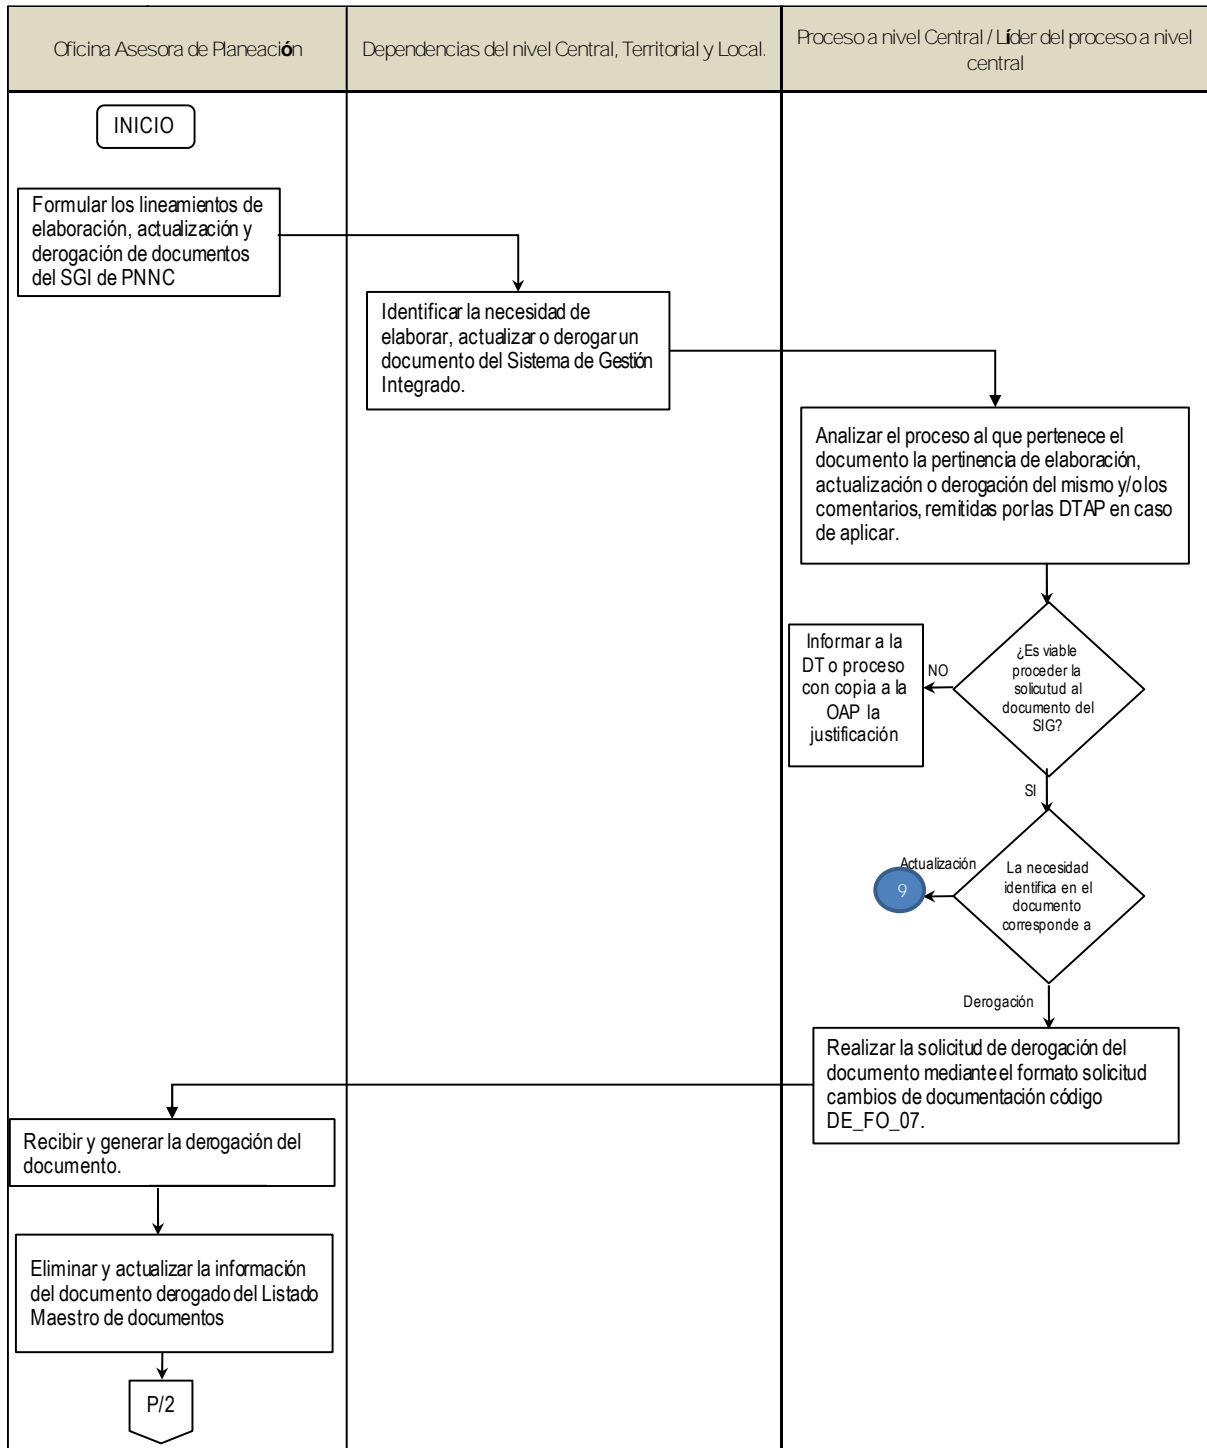 Oficina Asesora de Planeación
Dependencias del nivel Central, Territorial y Local.
Proceso a nivel Central / Líder del proceso a nivel
central
INICIO
Formular los lineamientos de
elaboración, actualización y
derogación de documentos
del SGI de PNNC
Identificar la necesidad de
elaborar, actualizar o derogar un
documento del Sistema de Gestión
Integrado.
Analizar el proceso al que pertenece el
documento la pertinencia de elaboración,
actualización o derogación del mismo y/o los
comentarios, remitidas por las DTAP en caso
de aplicar.
¿Es viable
proceder la
solicutud al
documento del
SIG?
NO
Informar a la
DT o proceso
con copia a la
OAP la
justificación
SI
La necesidad
identifica en el
documento
corresponde a
Actualización
9
Derogación
Realizar la solicitud de derogación del
documento mediante el formato solicitud
cambios de documentación código
DE_FO_07.
Recibir y generar la derogación del
documento.
Eliminar y actualizar la información
del documento derogado del Listado
Maestro de documentos
P/2